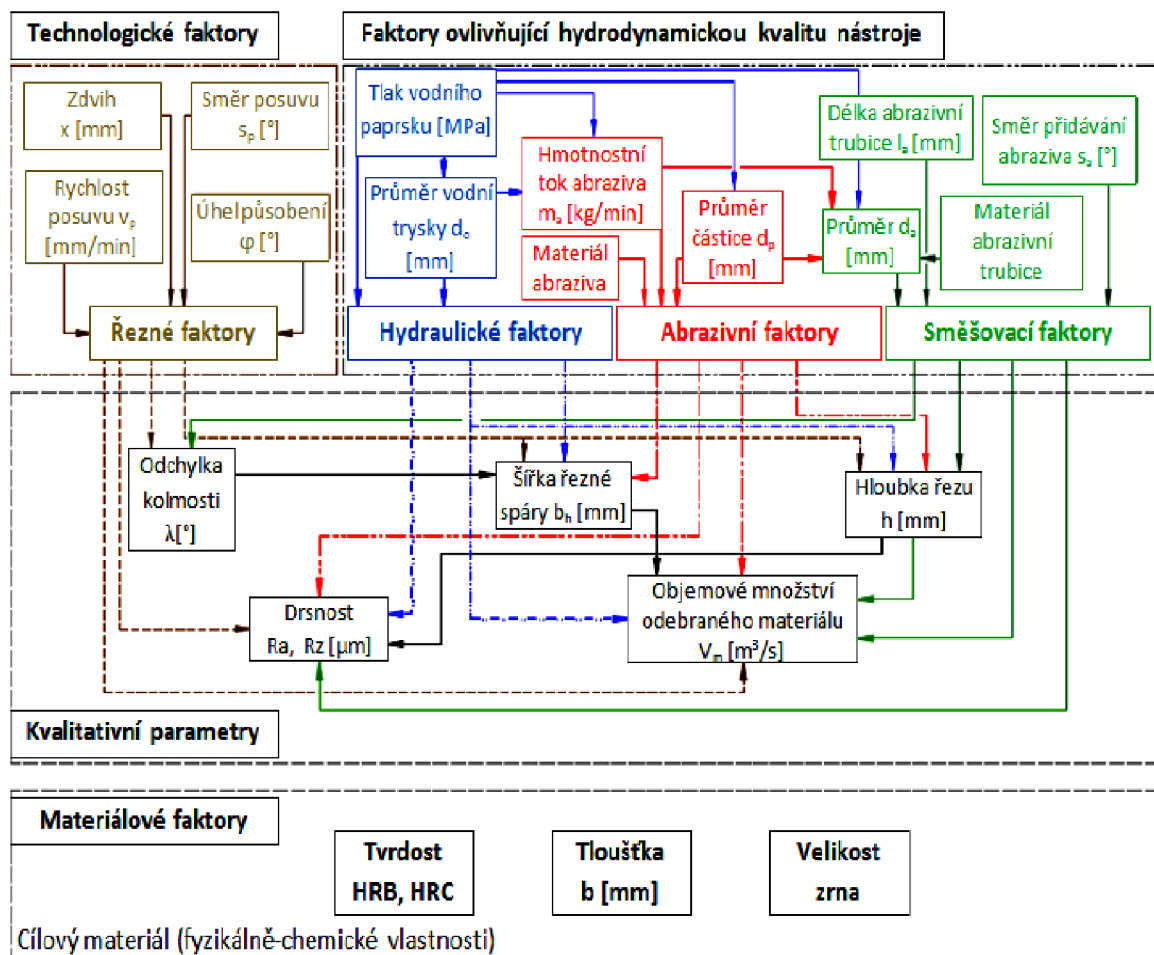 Technologické faktory
Faktory ovlivňující hydrodynamickou kvalitu nástroje
Zdvih
x [mm]
Směr posuvu
sₚ [°]
Rychlost
posuvu vₚ
[mm/min]
Úhel působení
φ [°]
Řezné faktory
Tlak vodního
paprsku [MPa]
Průměr vodní
trysky dₒ
[mm]
Hmotnostní
tok abraziva
mₐ [kg/min]
Materiál
abraziva
Průměr
částice dₚ
[mm]
Délka abrazivní
trubice lₐ [mm]
Průměr dₐ
[mm]
Směr přidávání
abraziva sₐ [°]
Materiál
abrazivní
trubice
Hydraulické faktory
Abrazivní faktory
Směšovací faktory
Odchylka
kolmosti
λ[°]
Šířka řezné
spáry bₕ [mm]
Hloubka řezu
h [mm]
Drsnost
Ra, Rz [µm]
Objemové množství
odebraného materiálu
Vₘ [m³/s]
Kvalitativní parametry
Materiálové faktory
Tvrdost
HRB, HRC
Tloušťka
b [mm]
Velikost
zrna
Cílový materiál (fyzikálně-chemické vlastnosti)